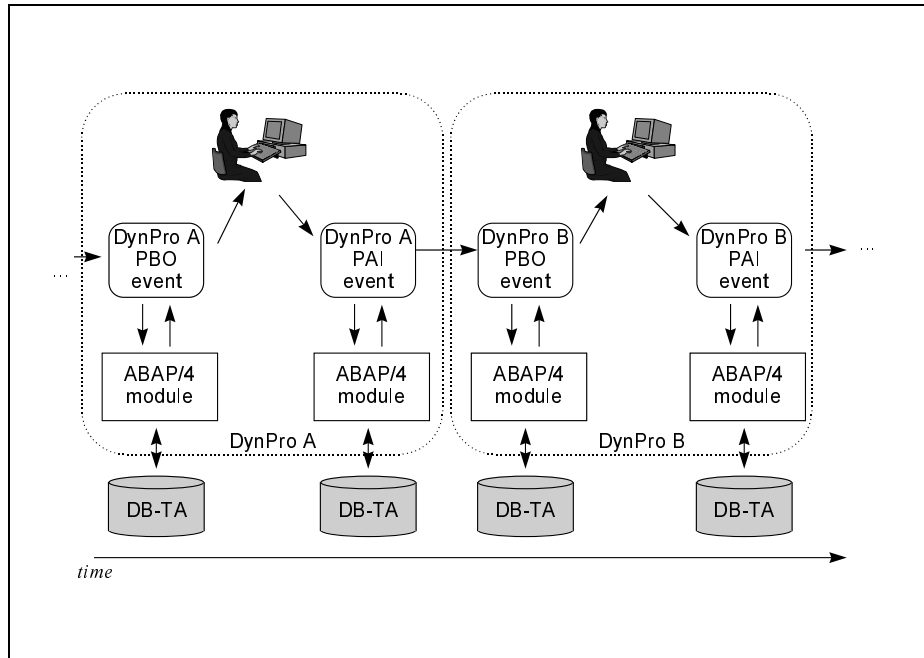 DynPro A
PBO
event
DynPro A
PAI
event
DynPro B
PBO
event
DynPro B
PAI
event
...
...
ABAP/4
module
ABAP/4
module
ABAP/4
module
ABAP/4
module
DynPro A
DynPro B
DB-TA
DB-TA
DB-TA
DB-TA
time